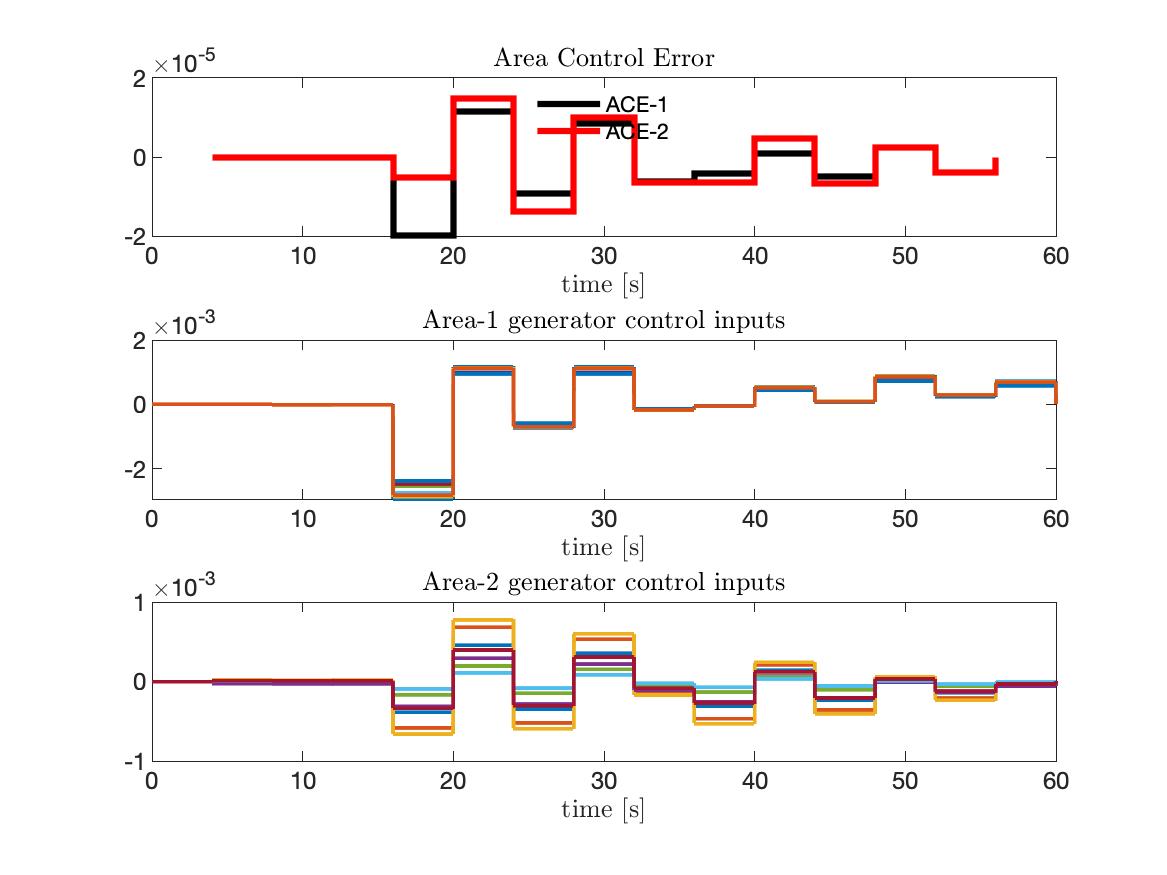 Area Control Error
×10-5
2
0
-2
ACE-1
ACE-2
0 10 20 30 40 50 60
time [s]
Area-1 generator control inputs
×10-3
2
0
-2
0 10 20 30 40 50 60
time [s]
Area-2 generator control inputs
×10-3
1
0
-1
0 10 20 30 40 50 60
time [s]